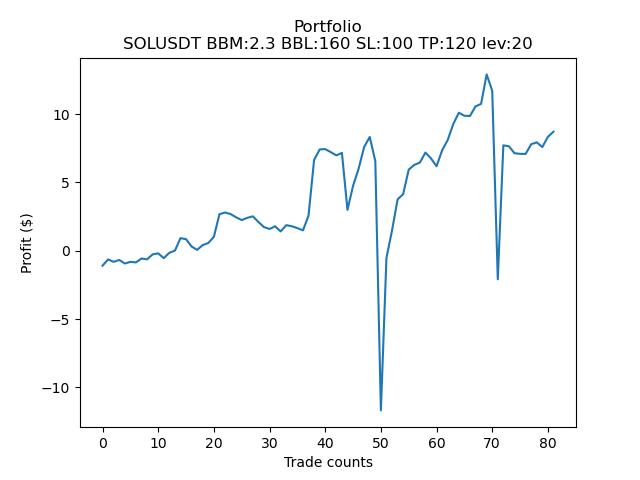 Portfolio
SOLUSDT BBM:2.3 BBL:160 SL:100 TP:120 lev:20
10
5
0
−5
−10
Profit ($)
0 10 20 30 40 50 60 70 80
Trade counts